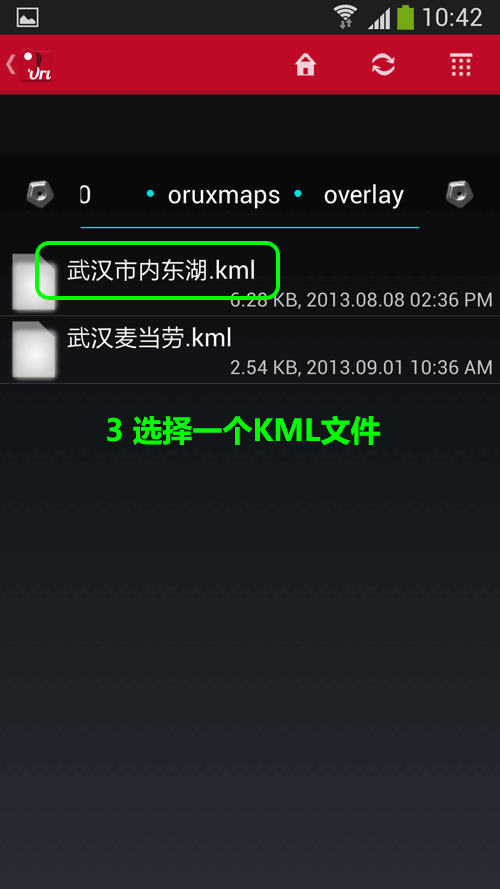 10:42
Oru
0 • oruxmaps • overlay
武汉市内东湖.kml
6.28 KB, 2013.08.08 02:36 PM
武汉麦当劳.kml
2.54 KB, 2013.09.01 10:36 AM
3 选择一个KML文件